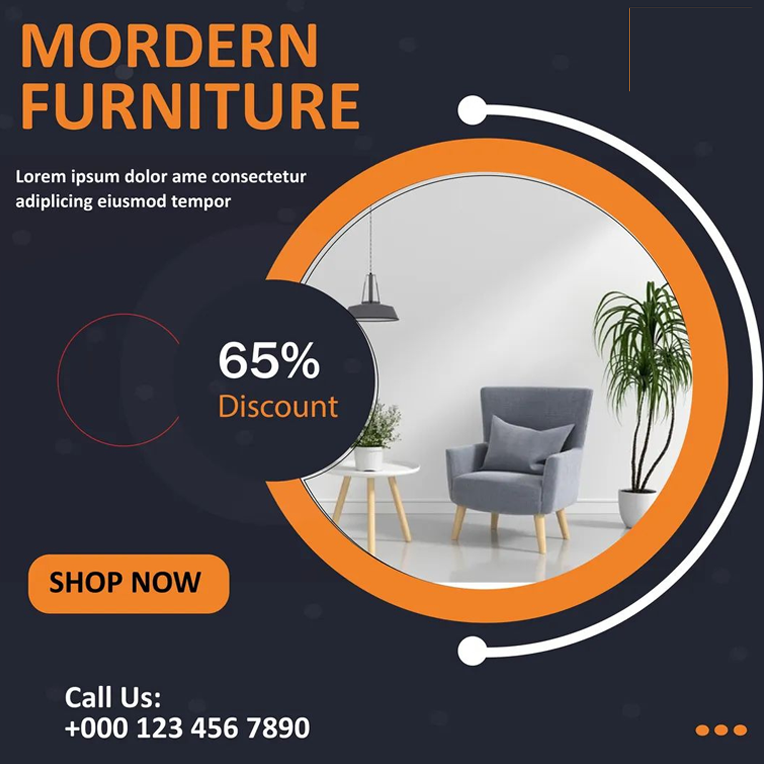 MORDERN
FURNITURE
Lorem ipsum dolor ame consectetur
adiplicing eiusmod tempor
65%
Discount
SHOP NOW
Call Us:
+000 123 456 7890